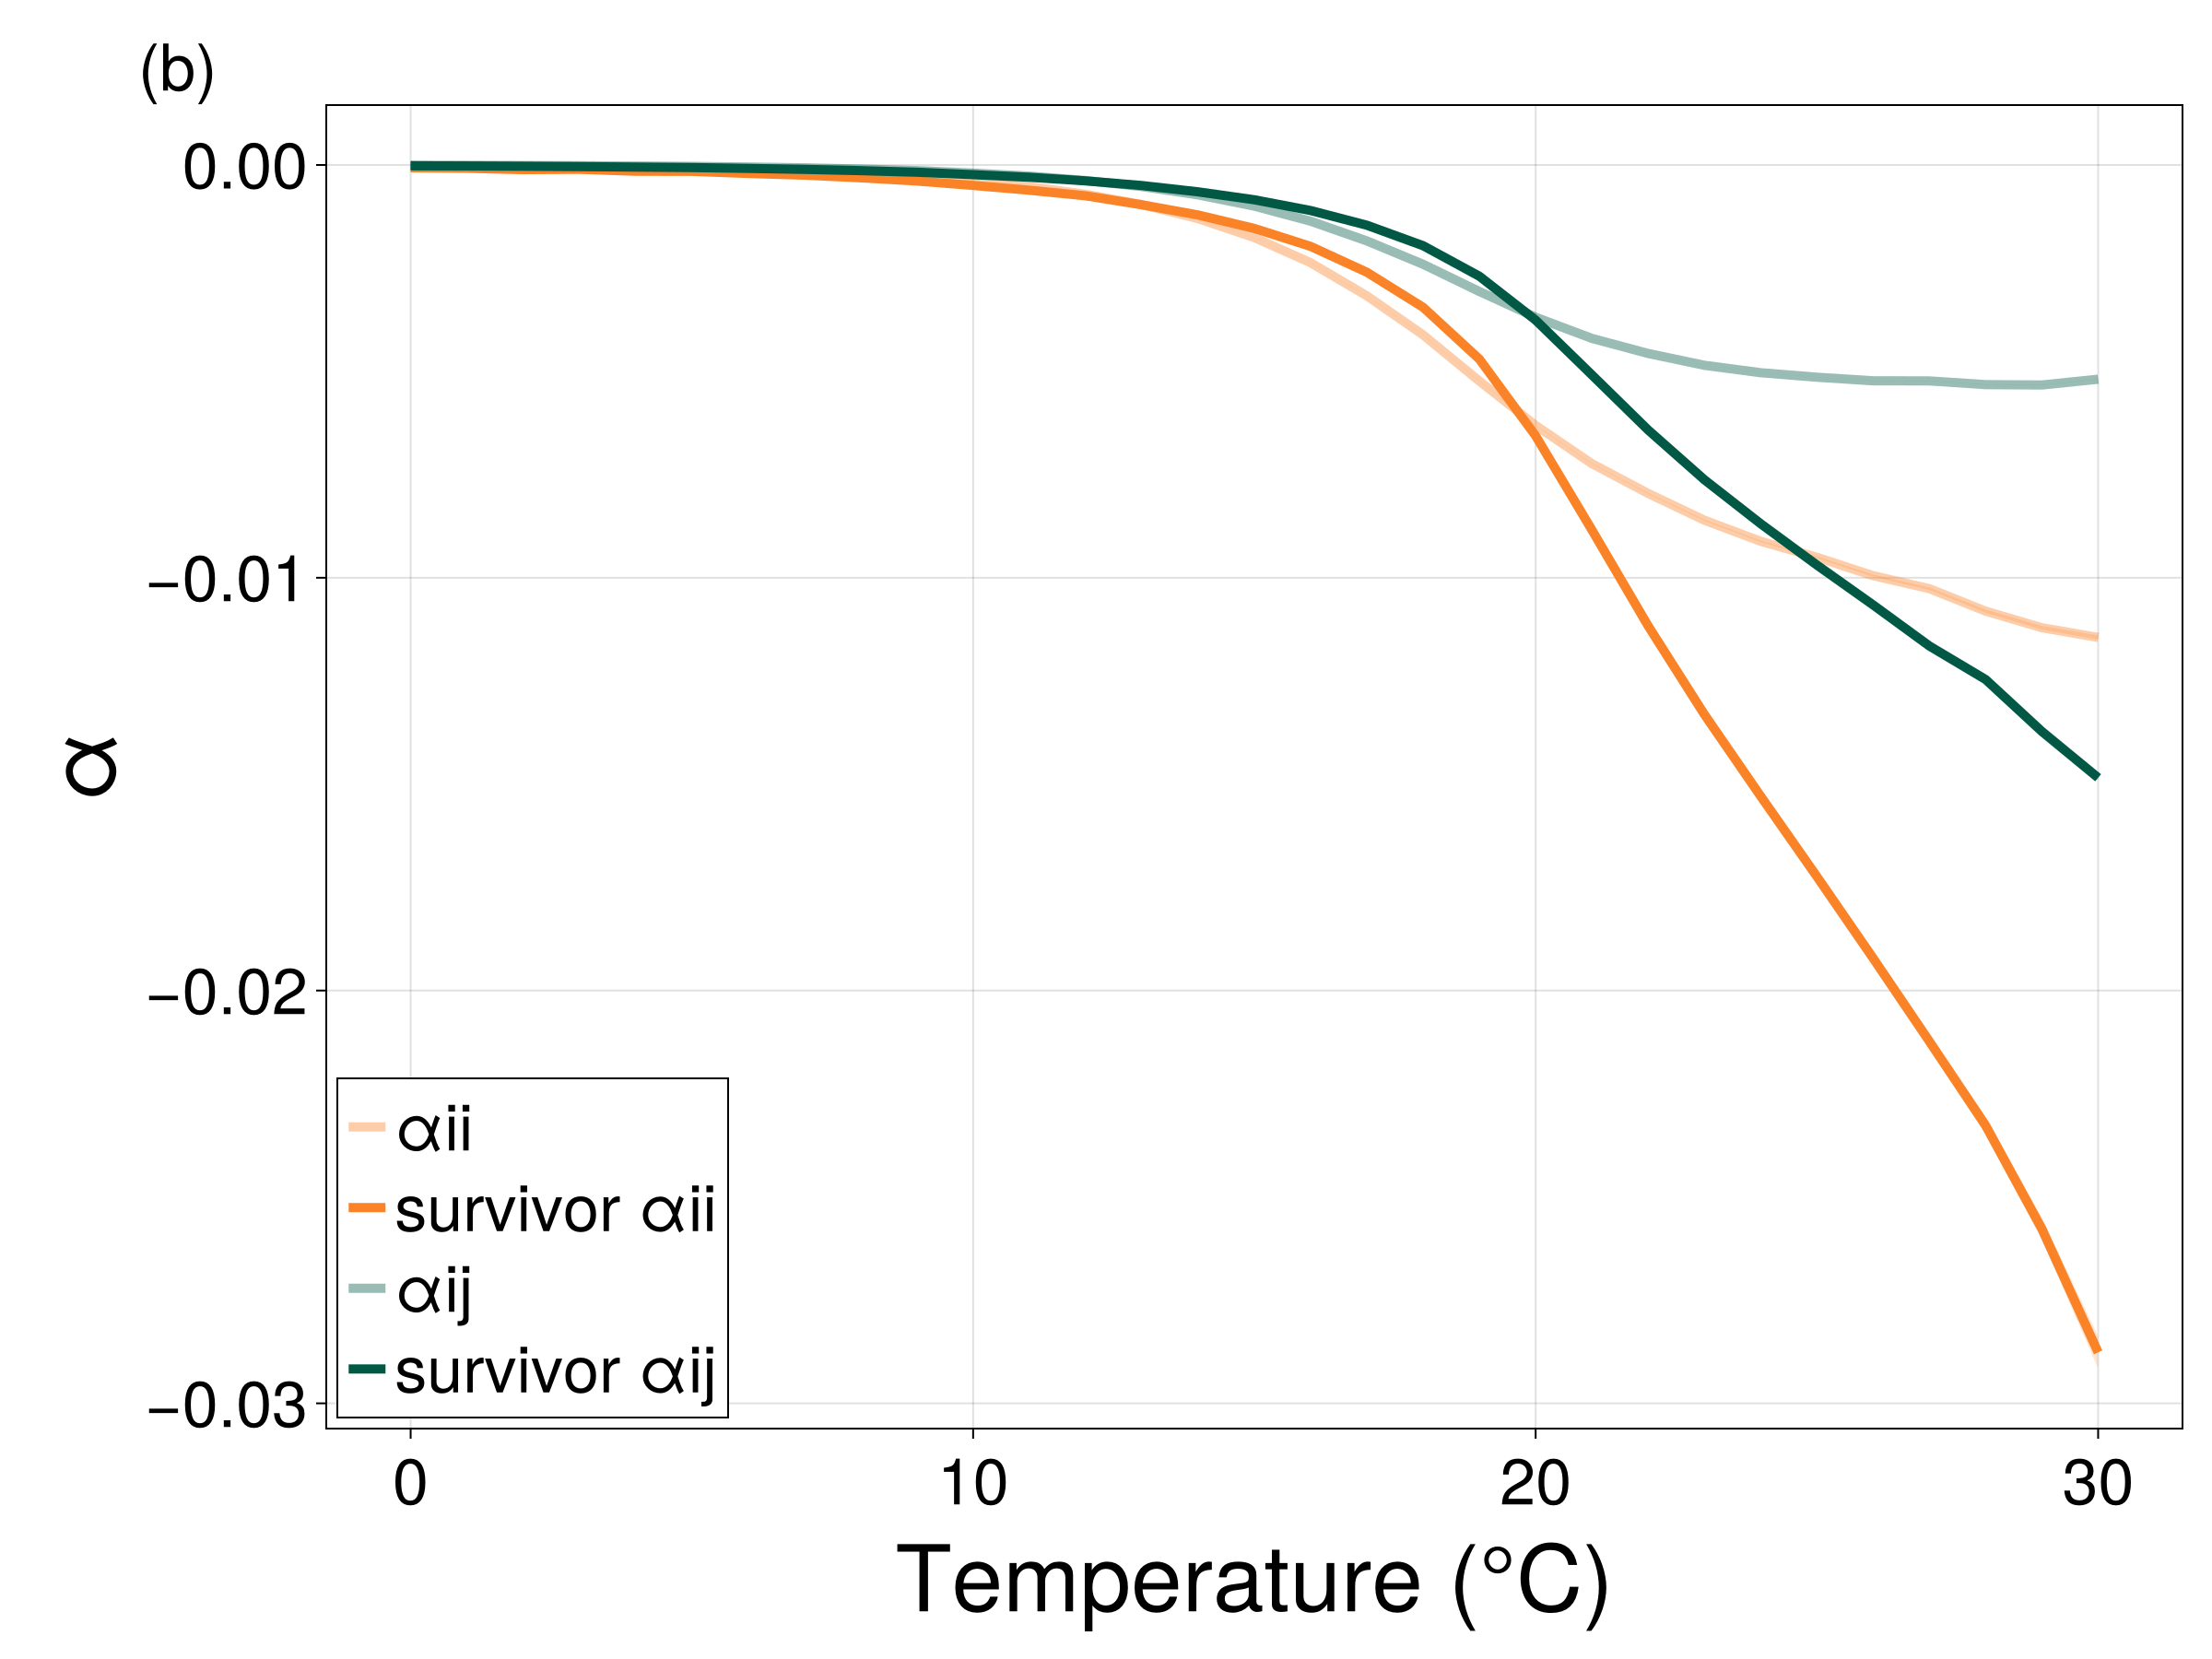 (b)
0.00
−0.01
−0.02
−0.03
α
αii
survivor αii
αij
survivor αij
0 10 20 30
Temperature (°C)